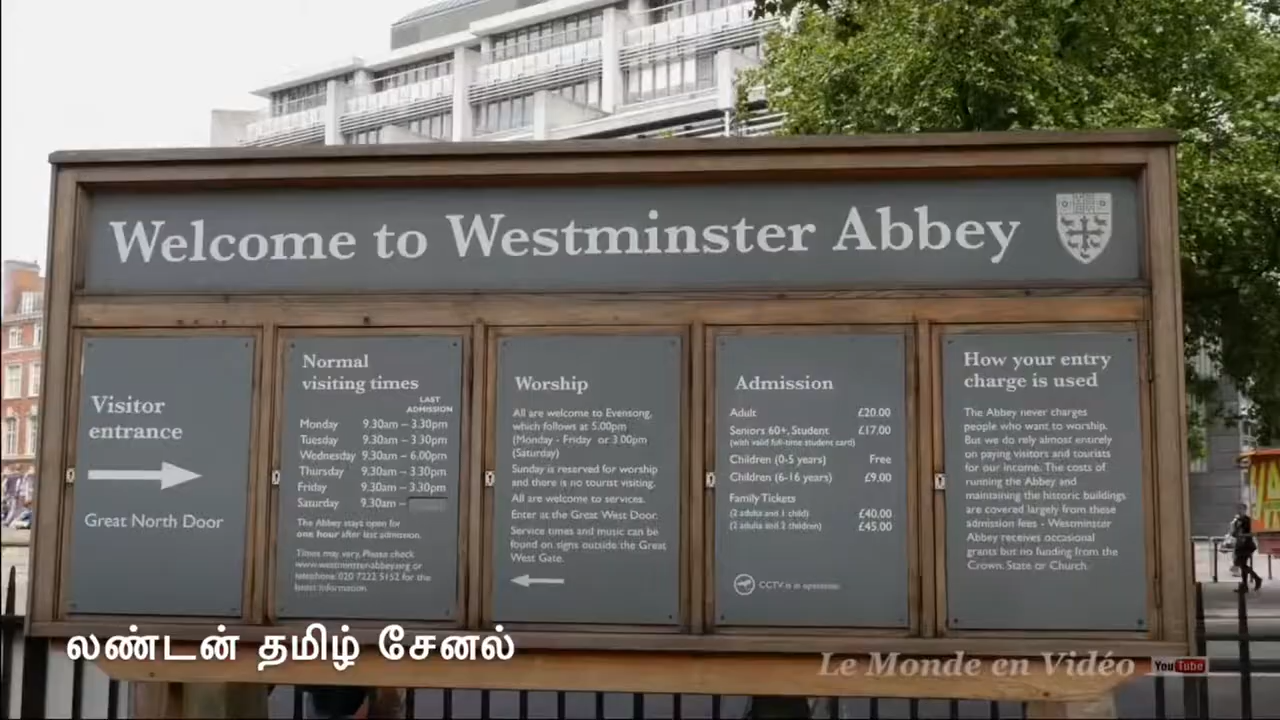 Welcome to Westminster Abbey
Visitor
entrance
Great North Door
Normal
visiting times
LAST
ADMISSION
Monday 9.30am – 3.30pm
Tuesday 9.30am – 3.30pm
Wednesday 9.30am – 6.00pm
Thursday 9.30am – 3.30pm
Friday 9.30am – 3.30pm
Saturday 9.30am –
The Abbey stays open for
one hour after last admission.
Times may vary. Please check
www.westminsterabbey.org or
telephone 020 7222 5152 for the
latest information.
Worship
All are welcome to Evensong,
which follows at 5.00pm
(Monday - Friday or 3.00pm
(Saturday)
Sunday is reserved for worship
and there is no tourist visiting.
All are welcome to services.
Enter at the Great West Door.
Service times and music can be
found on signs outside the Great
West Gate.
Admission
Adult £20.00
Seniors 60+, Student £17.00
(with valid full-time student card)
Children (0-5 years) Free
Children (6-16 years) £9.00
Family Tickets
(2 adults and 1 child) £40.00
(2 adults and 2 children) £45.00
CCTV is in operation
How your entry
charge is used
The Abbey never charges
people who want to worship.
But we do rely almost entirely
on paying visitors and tourists
for our income. The costs of
running the Abbey and
maintaining the historic buildings
are covered largely from these
admission fees - Westminster
Abbey receives occasional
grants but no funding from the
Crown, State or Church.
லண்டன் தமிழ் சேனல்
Le Monde en Vidéo YouTube